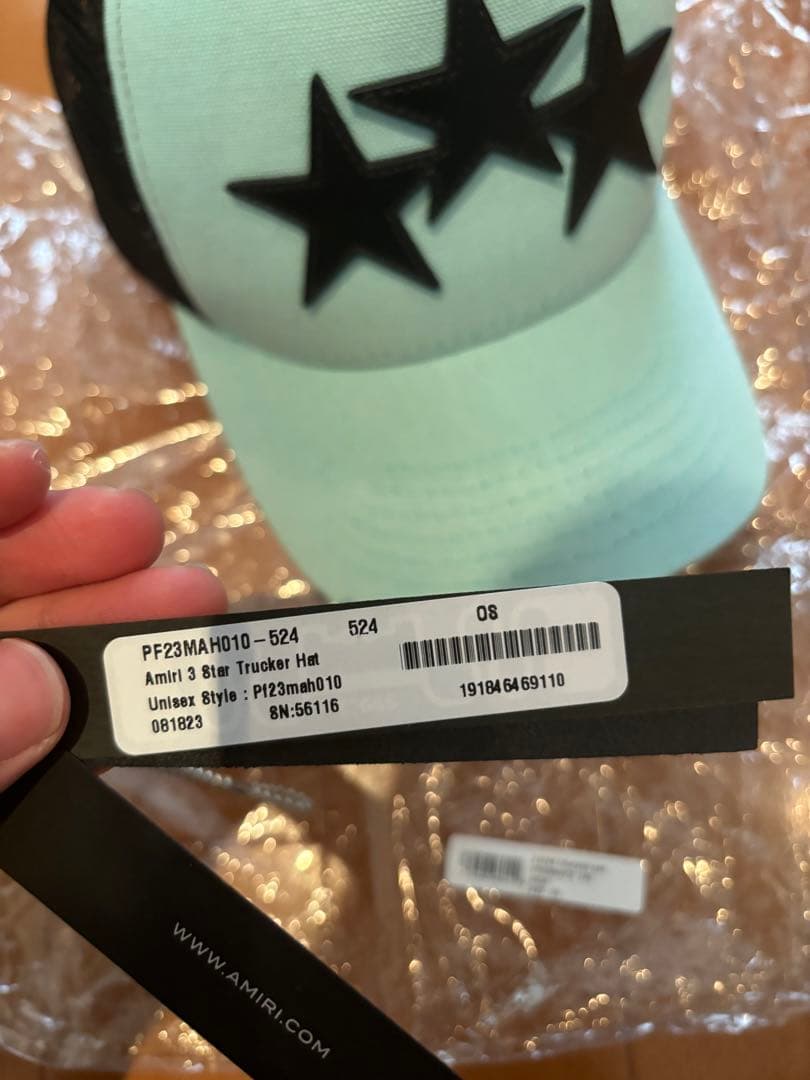 PF23MAH010-524 524 OS
Amiri 3 Star Trucker Hat
Unisex Style : Pf23mah010
081823 SN:56116
191846469110
WWW.AMIRI.COM